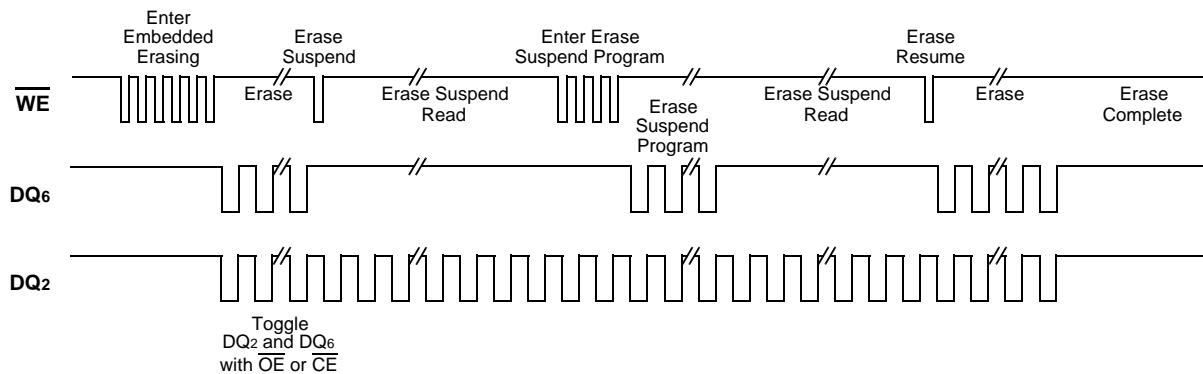 Enter
Embedded
Erasing
Erase
Suspend
Enter Erase
Suspend Program
Erase
Resume
WE
Erase
Erase Suspend
Read
Erase
Suspend
Program
Erase Suspend
Read
Erase
Erase
Complete
DQ6
DQ2
Toggle
DQ2 and DQ6
with OE or CE